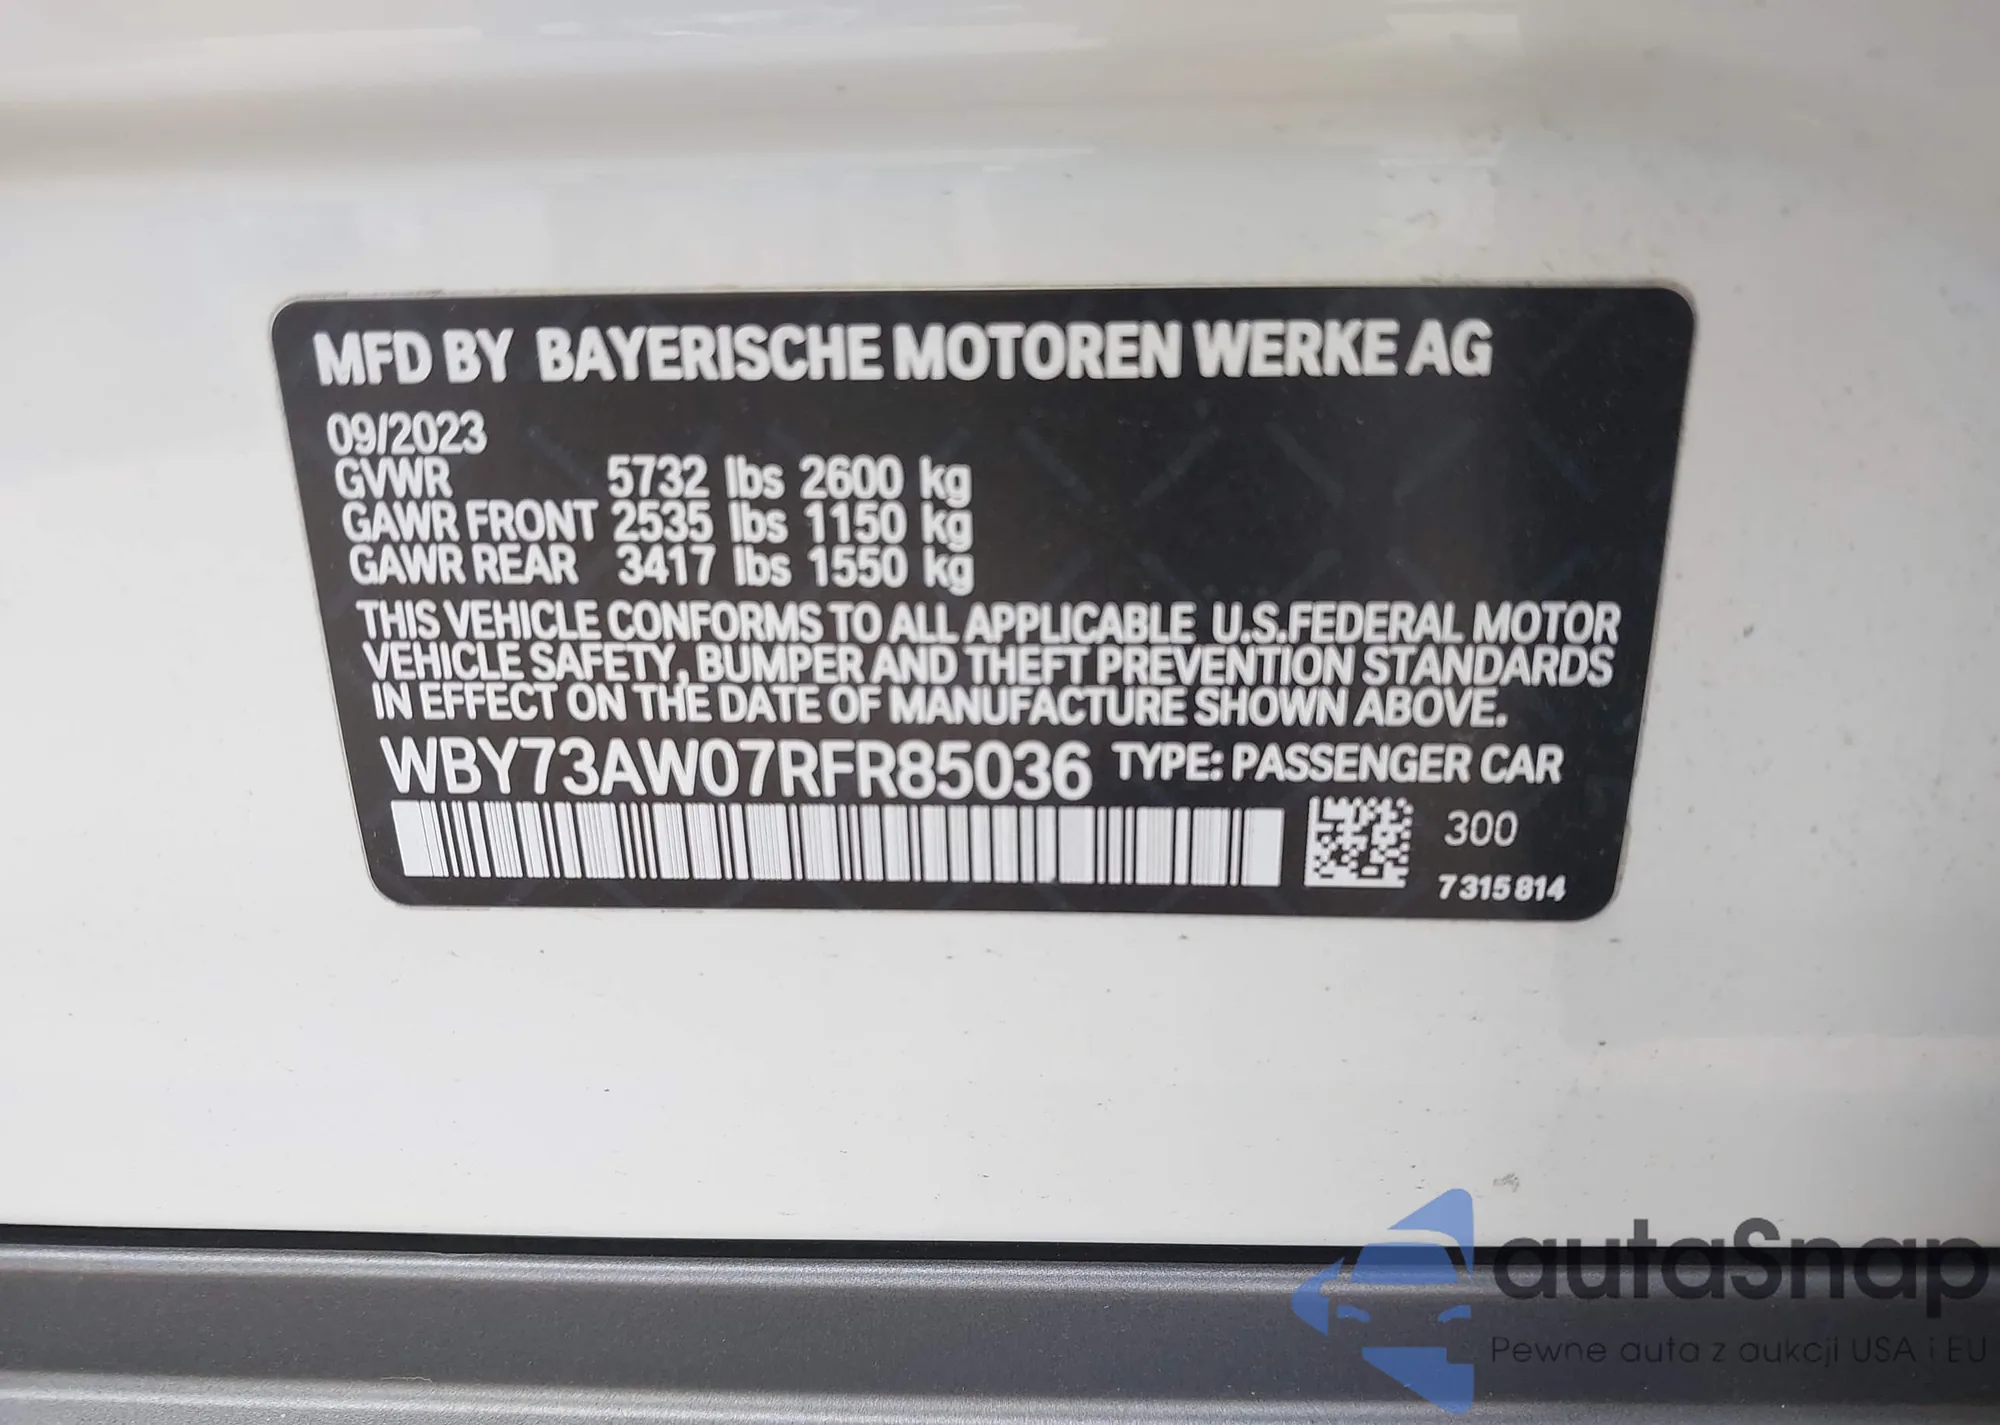 MFD BY BAYERISCHE MOTOREN WERKE AG
09/2023
GVWR 5732 lbs 2600 kg
GAWR FRONT 2535 lbs 1150 kg
GAWR REAR 3417 lbs 1550 kg
THIS VEHICLE CONFORMS TO ALL APPLICABLE U.S.FEDERAL MOTOR
VEHICLE SAFETY, BUMPER AND THEFT PREVENTION STANDARDS
IN EFFECT ON THE DATE OF MANUFACTURE SHOWN ABOVE.
WBY73AW07RFR85036 TYPE: PASSENGER CAR
300
7315814
autaSnap
Pewne auta z aukcji USA i EU